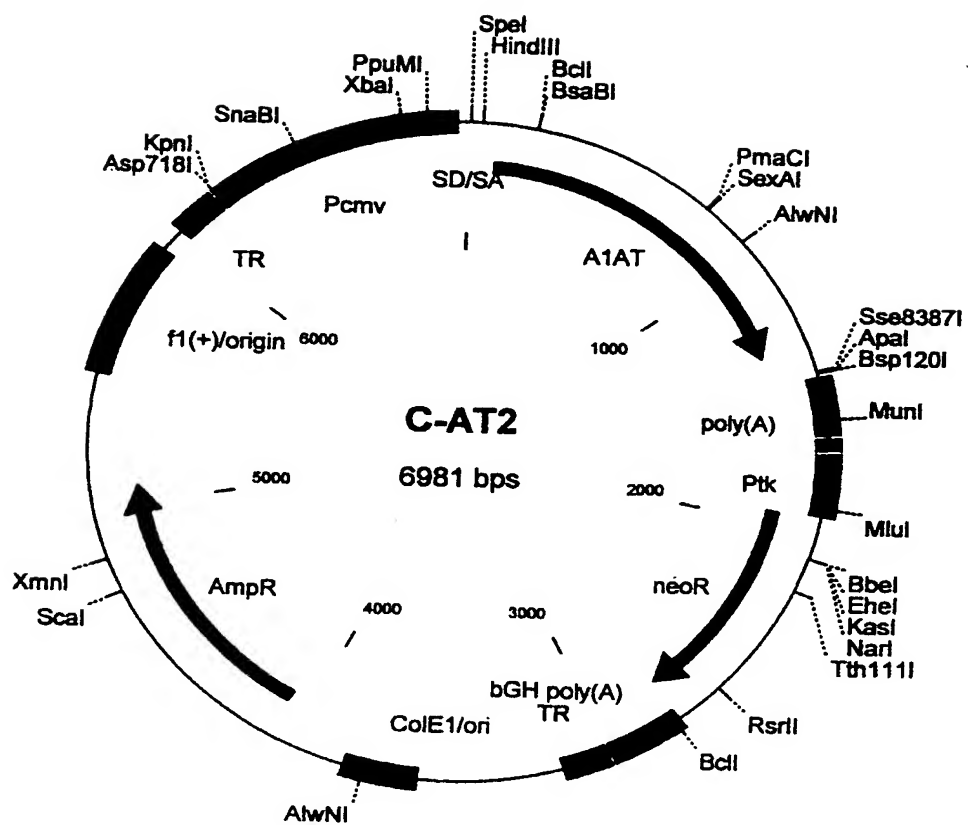 SpeI
HindIII
PpuMI
XbaI
BclI
BsaBI
SnaBI
KpnI
Asp718I
PmaCI
SexAI
SD/SA
Pcmv
AlwNI
I
TR
A1AT
f1(+)/origin
6000
1000
Sse8387I
ApaI
Bsp120I
C-AT2
6981 bps
poly(A)
MunI
5000
2000
Ptk
MluI
XmnI
ScaI
AmpR
neoR
BbeI
EheI
KasI
NarI
Tth111I
4000
3000
bGH poly(A)
TR
ColE1/ori
RsrII
BclI
AlwNI